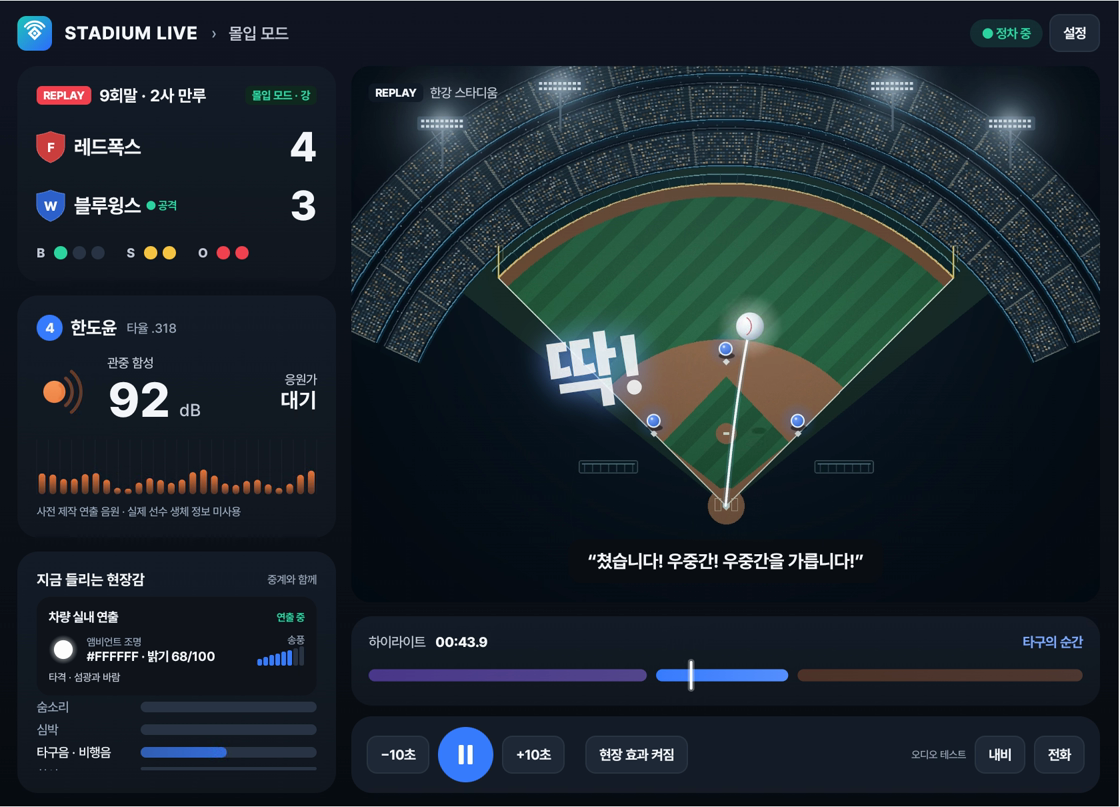 STADIUM LIVE › 몰입 모드
정차 중
설정
REPLAY 9회말 · 2사 만루 몰입 모드 · 강
F 레드폭스 4
W 블루윙스 공격 3
B S O
4 한도윤 타율 .318
관중 함성
92 dB
응원가
대기
사전 제작 연출 음원 · 실제 선수 생체 정보 미사용
지금 들리는 현장감 중계와 함께
차량 실내 연출 연출 중
앰비언트 조명
#FFFFFF · 밝기 68/100
송풍
타격 · 섬광과 바람
숨소리
심박
타구음 · 비행음
REPLAY 한강 스타디움
딱!
“쳤습니다! 우중간! 우중간을 가릅니다!”
하이라이트 00:43.9 타구의 순간
−10초
+10초
현장 효과 켜짐
오디오 테스트
내비
전화